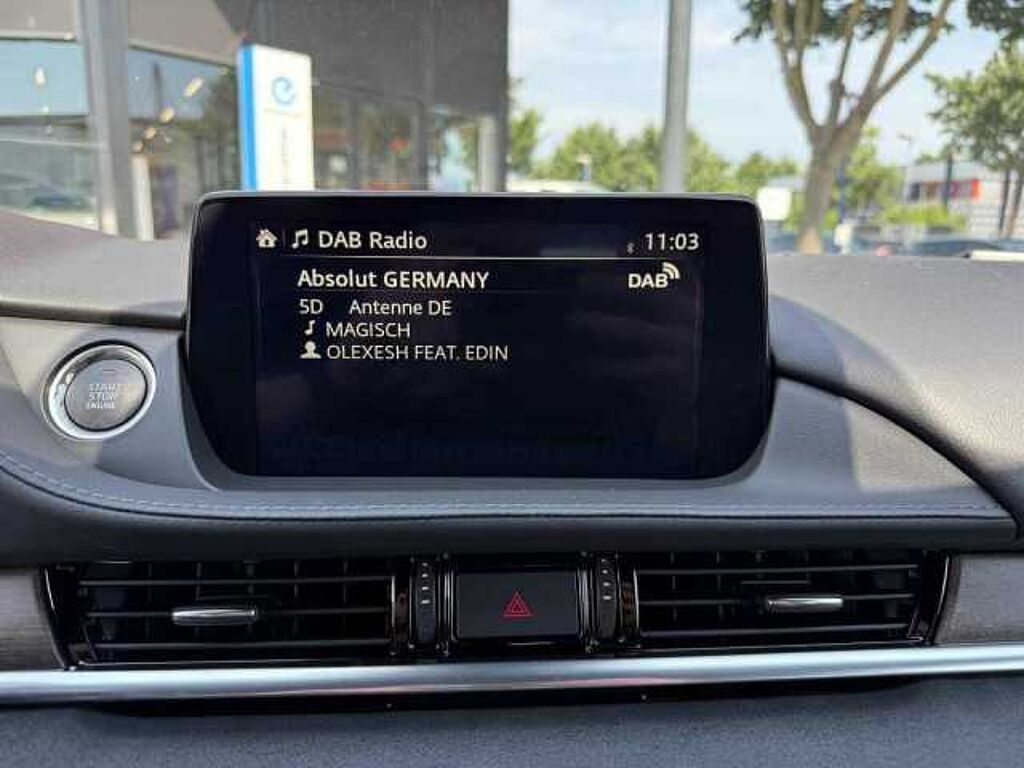 DAB Radio 11:03
Absolut GERMANY DAB
5D Antenne DE
MAGISCH
OLEXESH FEAT. EDIN
START
STOP
ENGINE